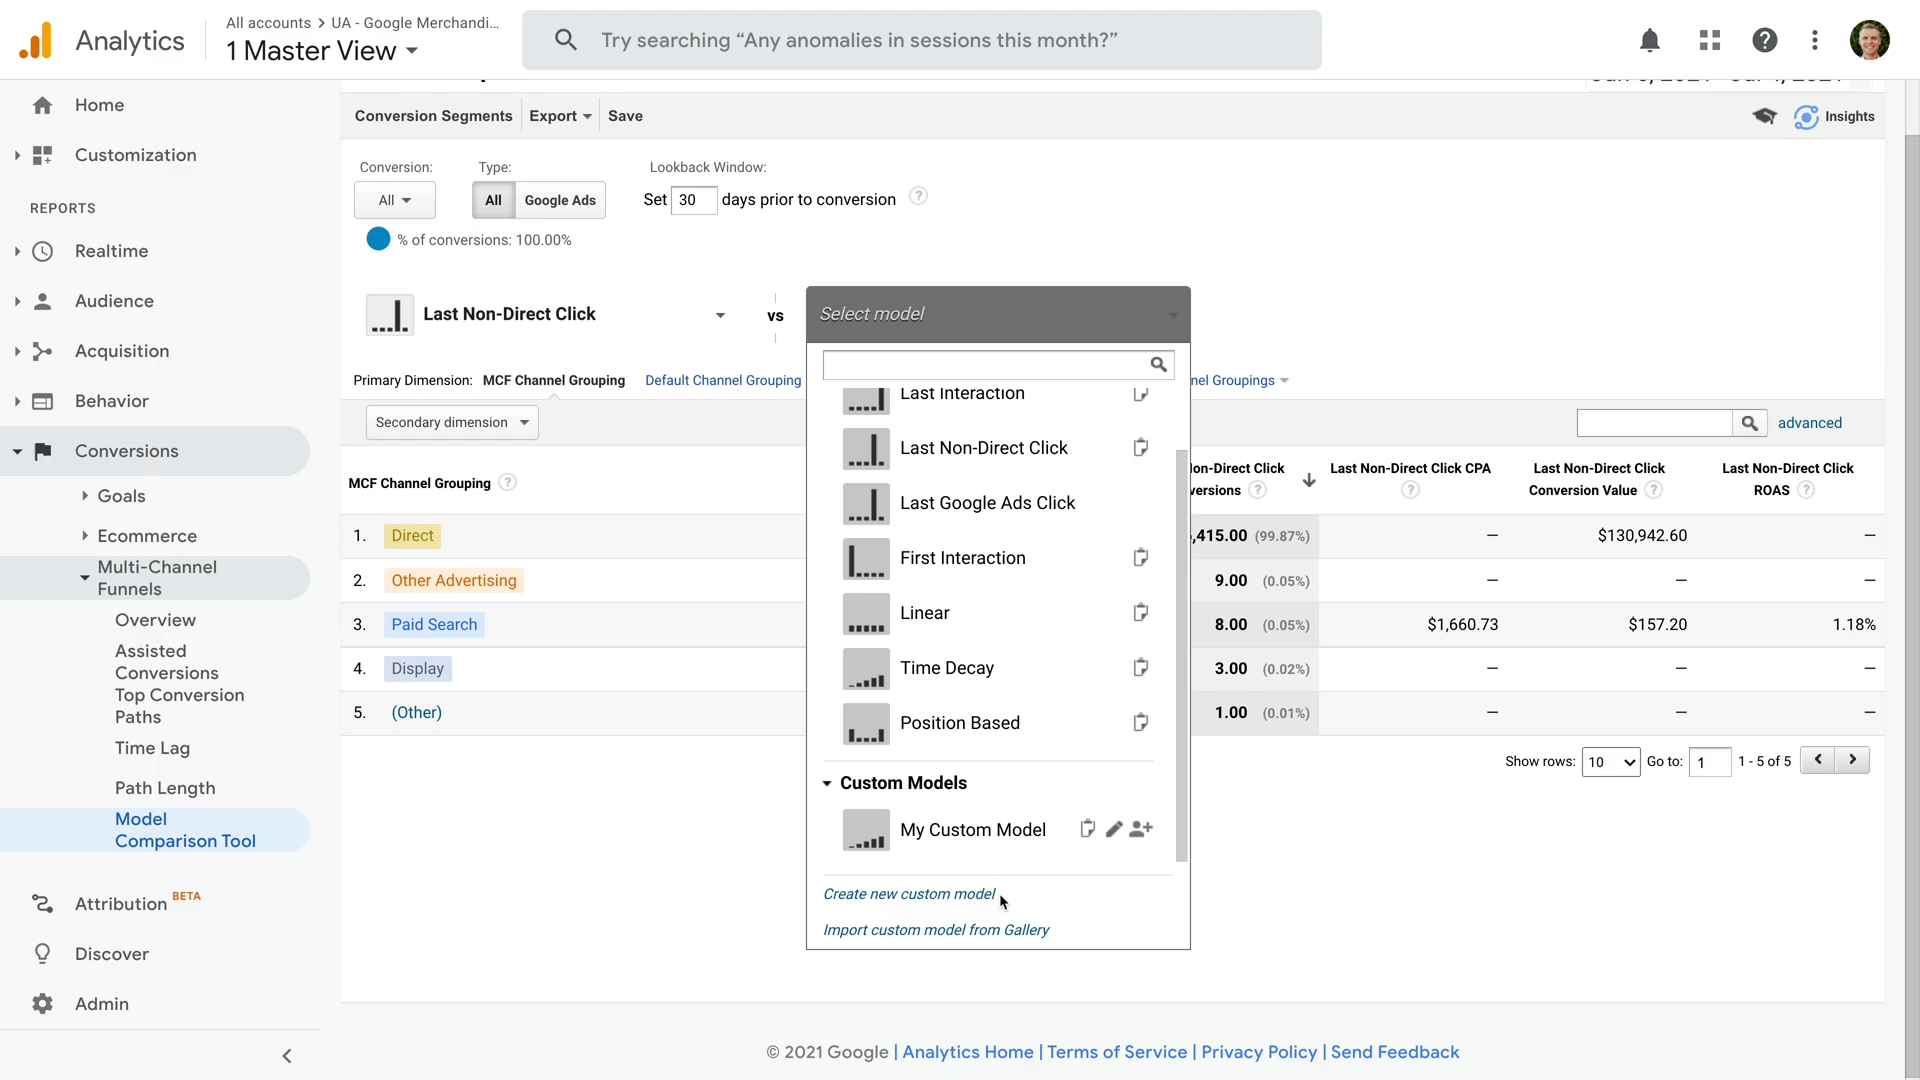 Analytics
All accounts > UA - Google Merchandi...
1 Master View
Try searching “Any anomalies in sessions this month?”
Home
Customization
REPORTS
Realtime
Audience
Acquisition
Behavior
Conversions
Goals
Ecommerce
Multi-Channel
Funnels
Overview
Assisted
Conversions
Top Conversion
Paths
Time Lag
Path Length
Model
Comparison Tool
Attribution BETA
Discover
Admin
Conversion Segments Export Save
Insights
Conversion: Type: Lookback Window:
All All Google Ads Set 30 days prior to conversion
% of conversions: 100.00%
Last Non-Direct Click vs Select model
Primary Dimension: MCF Channel Grouping Default Channel Grouping nel Groupings
Secondary dimension
advanced
Last Interaction
Last Non-Direct Click
Last Google Ads Click
First Interaction
Linear
Time Decay
Position Based
Custom Models
My Custom Model
Create new custom model
Import custom model from Gallery
MCF Channel Grouping
on-Direct Click
versions
Last Non-Direct Click CPA
Last Non-Direct Click
Conversion Value
Last Non-Direct Click
ROAS
1. Direct ,415.00 (99.87%) — $130,942.60 —
2. Other Advertising 9.00 (0.05%) — — —
3. Paid Search 8.00 (0.05%) $1,660.73 $157.20 1.18%
4. Display 3.00 (0.02%) — — —
5. (Other) 1.00 (0.01%) — — —
Show rows: 10 Go to: 1 1 - 5 of 5
© 2021 Google | Analytics Home | Terms of Service | Privacy Policy | Send Feedback